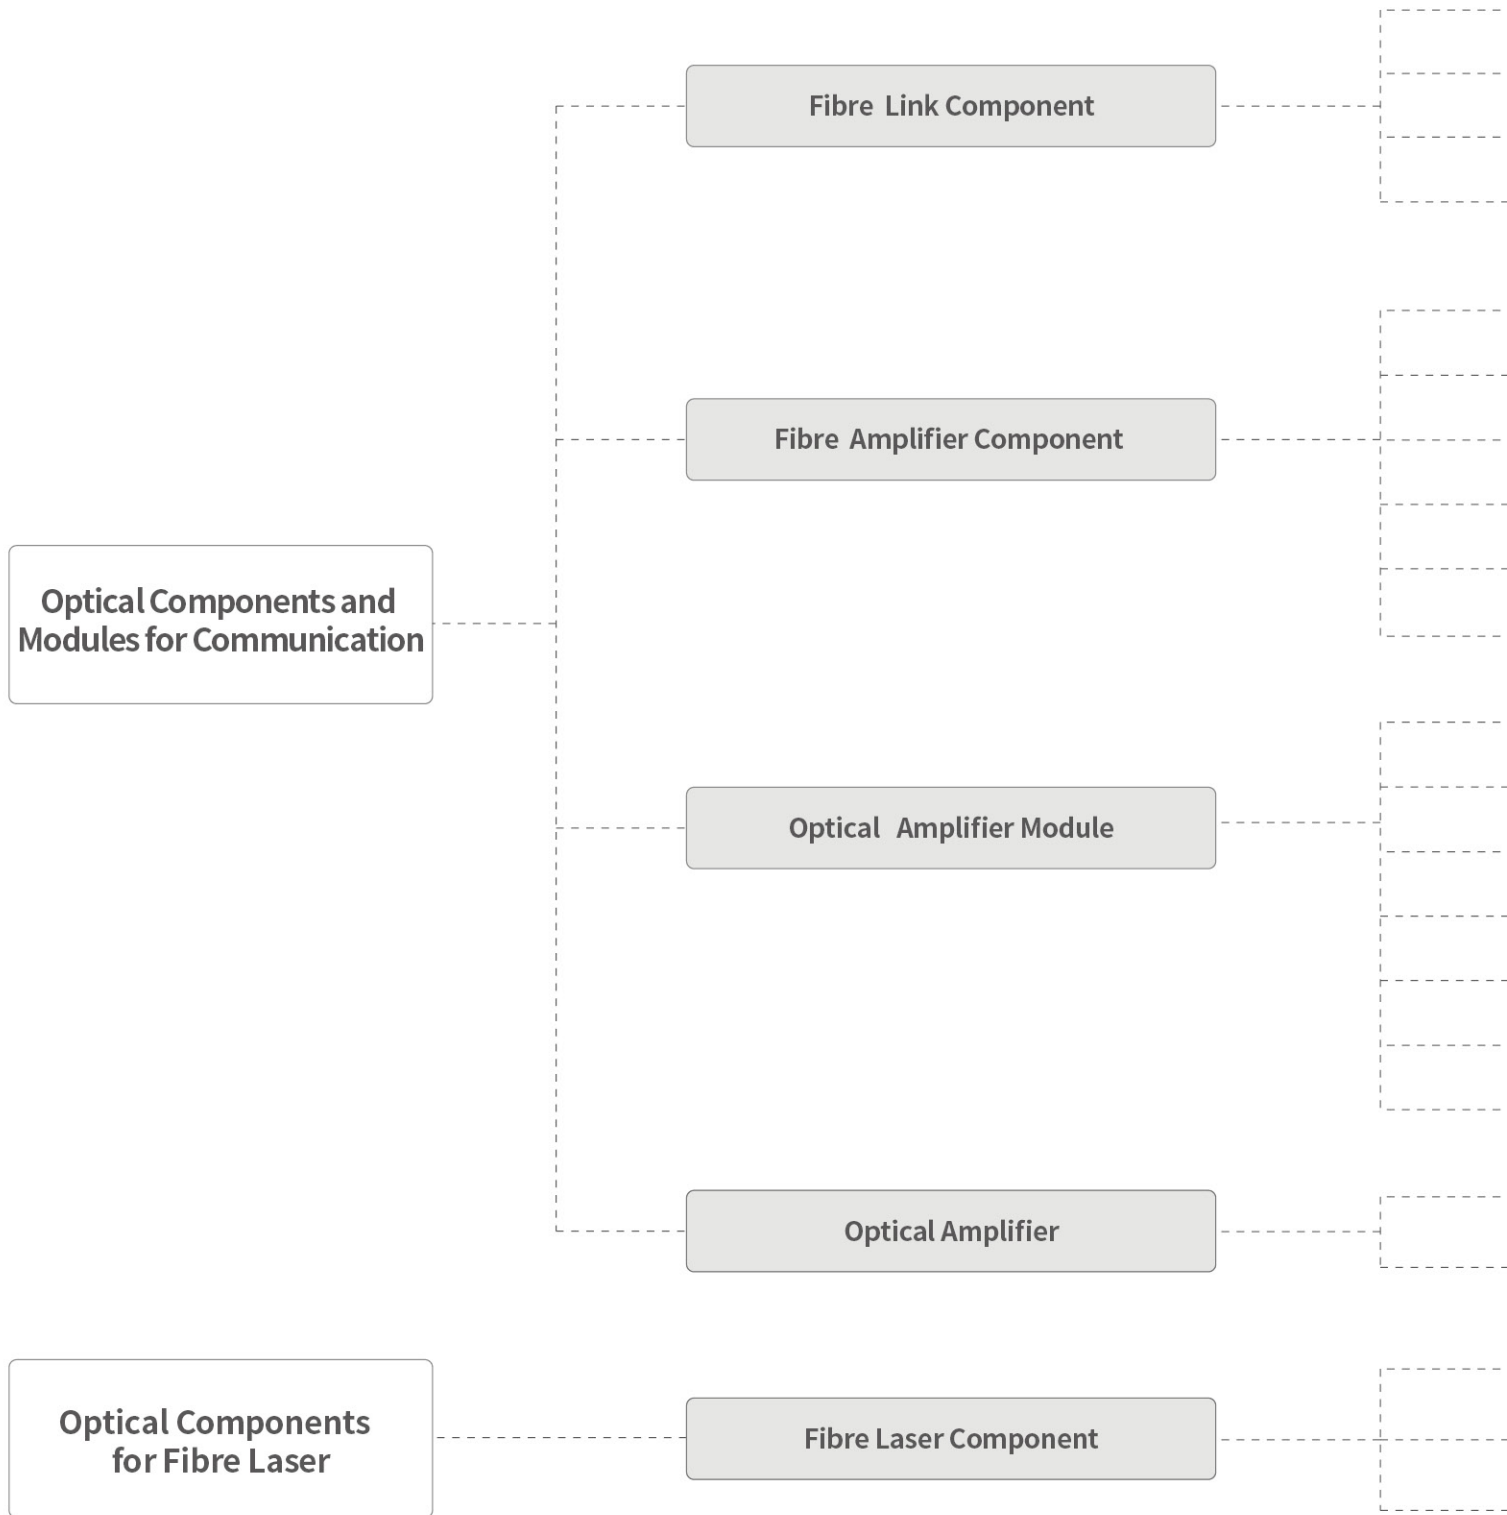 Fibre Link Component
Fibre Amplifier Component
Optical Components and
Modules for Communication
Optical Amplifier Module
Optical Amplifier
Optical Components
for Fibre Laser
Fibre Laser Component